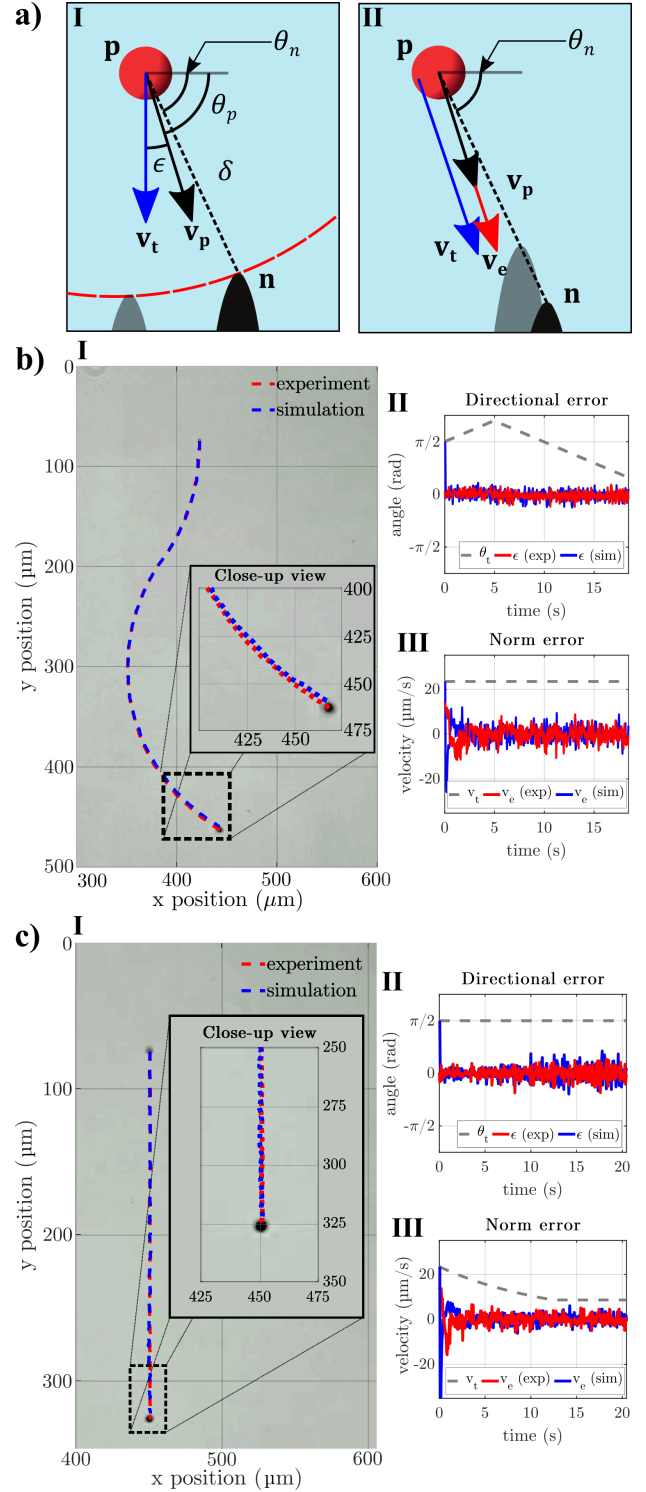 a)
I
p
θn
θp
ϵ
δ
vt
vp
n
II
p
θn
vp
vt
ve
n
b)
I
0
100
200
300
400
500
y position (µm)
300
400
500
600
x position (µm)
experiment
simulation
Close-up view
400
425
450
475
425
450
II
Directional error
π/2
0
-π/2
angle (rad)
θt ϵ (exp) ϵ (sim)
0 5 10 15
time (s)
III
Norm error
20
0
-20
velocity (µm/s)
vt ve (exp) ve (sim)
0 5 10 15
time (s)
c)
I
0
100
200
300
y position (µm)
400
500
600
x position (µm)
experiment
simulation
Close-up view
250
275
300
325
350
425
450
475
II
Directional error
π/2
0
-π/2
angle (rad)
θt ϵ (exp) ϵ (sim)
0 5 10 15 20
time (s)
III
Norm error
20
0
-20
velocity (µm/s)
vt ve (exp) ve (sim)
0 5 10 15 20
time (s)